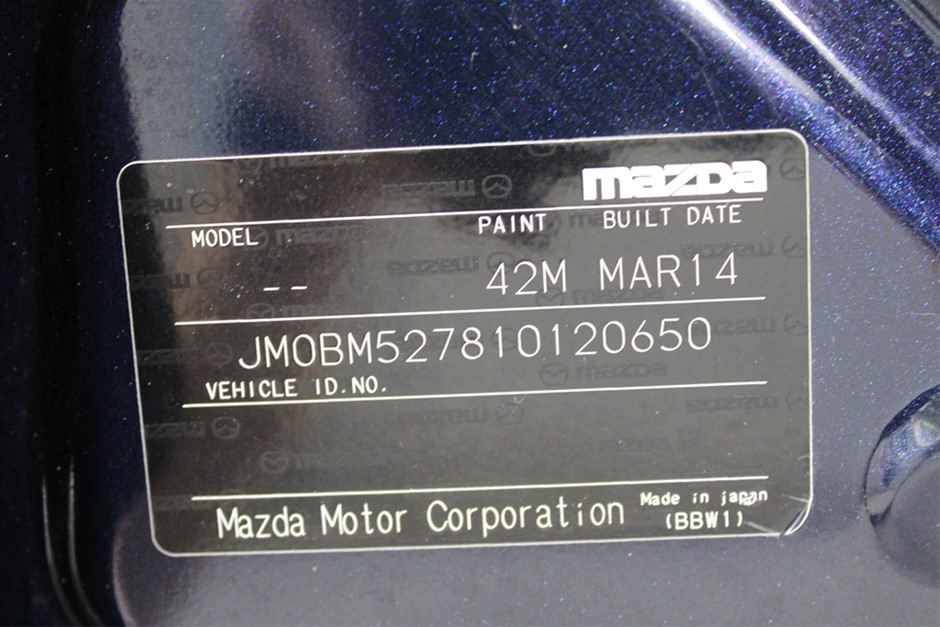 mazda
MODEL PAINT BUILT DATE
-- 42M MAR14
JM0BM527810120650
VEHICLE ID.NO.
Mazda Motor Corporation Made in japan
(BBW1)